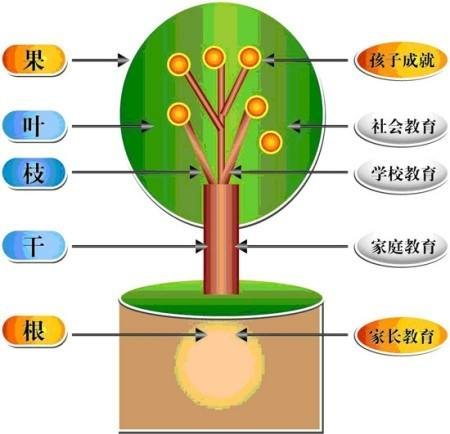 果 孩子成就
叶 社会教育
枝 学校教育
干 家庭教育
根 家长教育